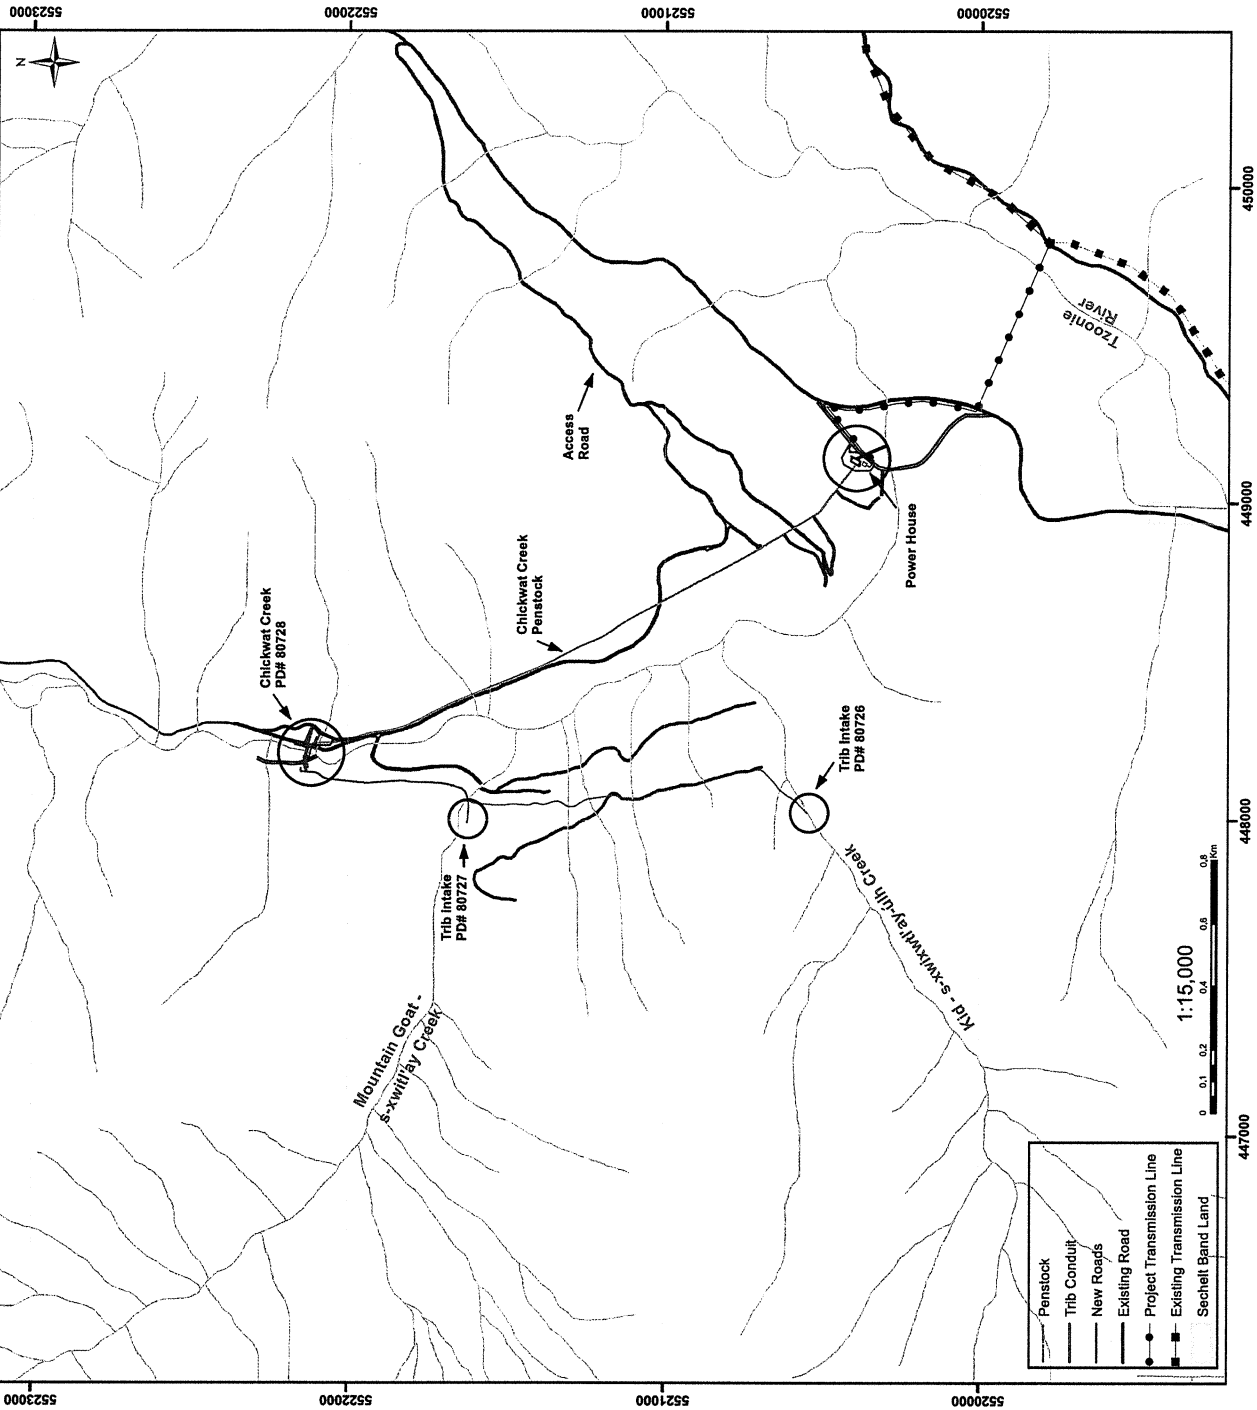 5523000
5522000
5521000
5520000
N
450000
449000
448000
447000
Tzoonie
River
Access
Road
Power House
Chickwat Creek
Penstock
Chickwat Creek
PD# 80728
Trib Intake
PD# 80726
Trib Intake
PD# 80727
Kid - s-xwixwtl'ay-ulh Creek
Mountain Goat -
s-xwitl'ay Creek
1:15,000
0 0.1 0.2 0.4 0.6 0.8
Km
Penstock
Trib Conduit
New Roads
Existing Road
Project Transmission Line
Existing Transmission Line
Sechelt Band Land
5523000
5522000
5521000
5520000